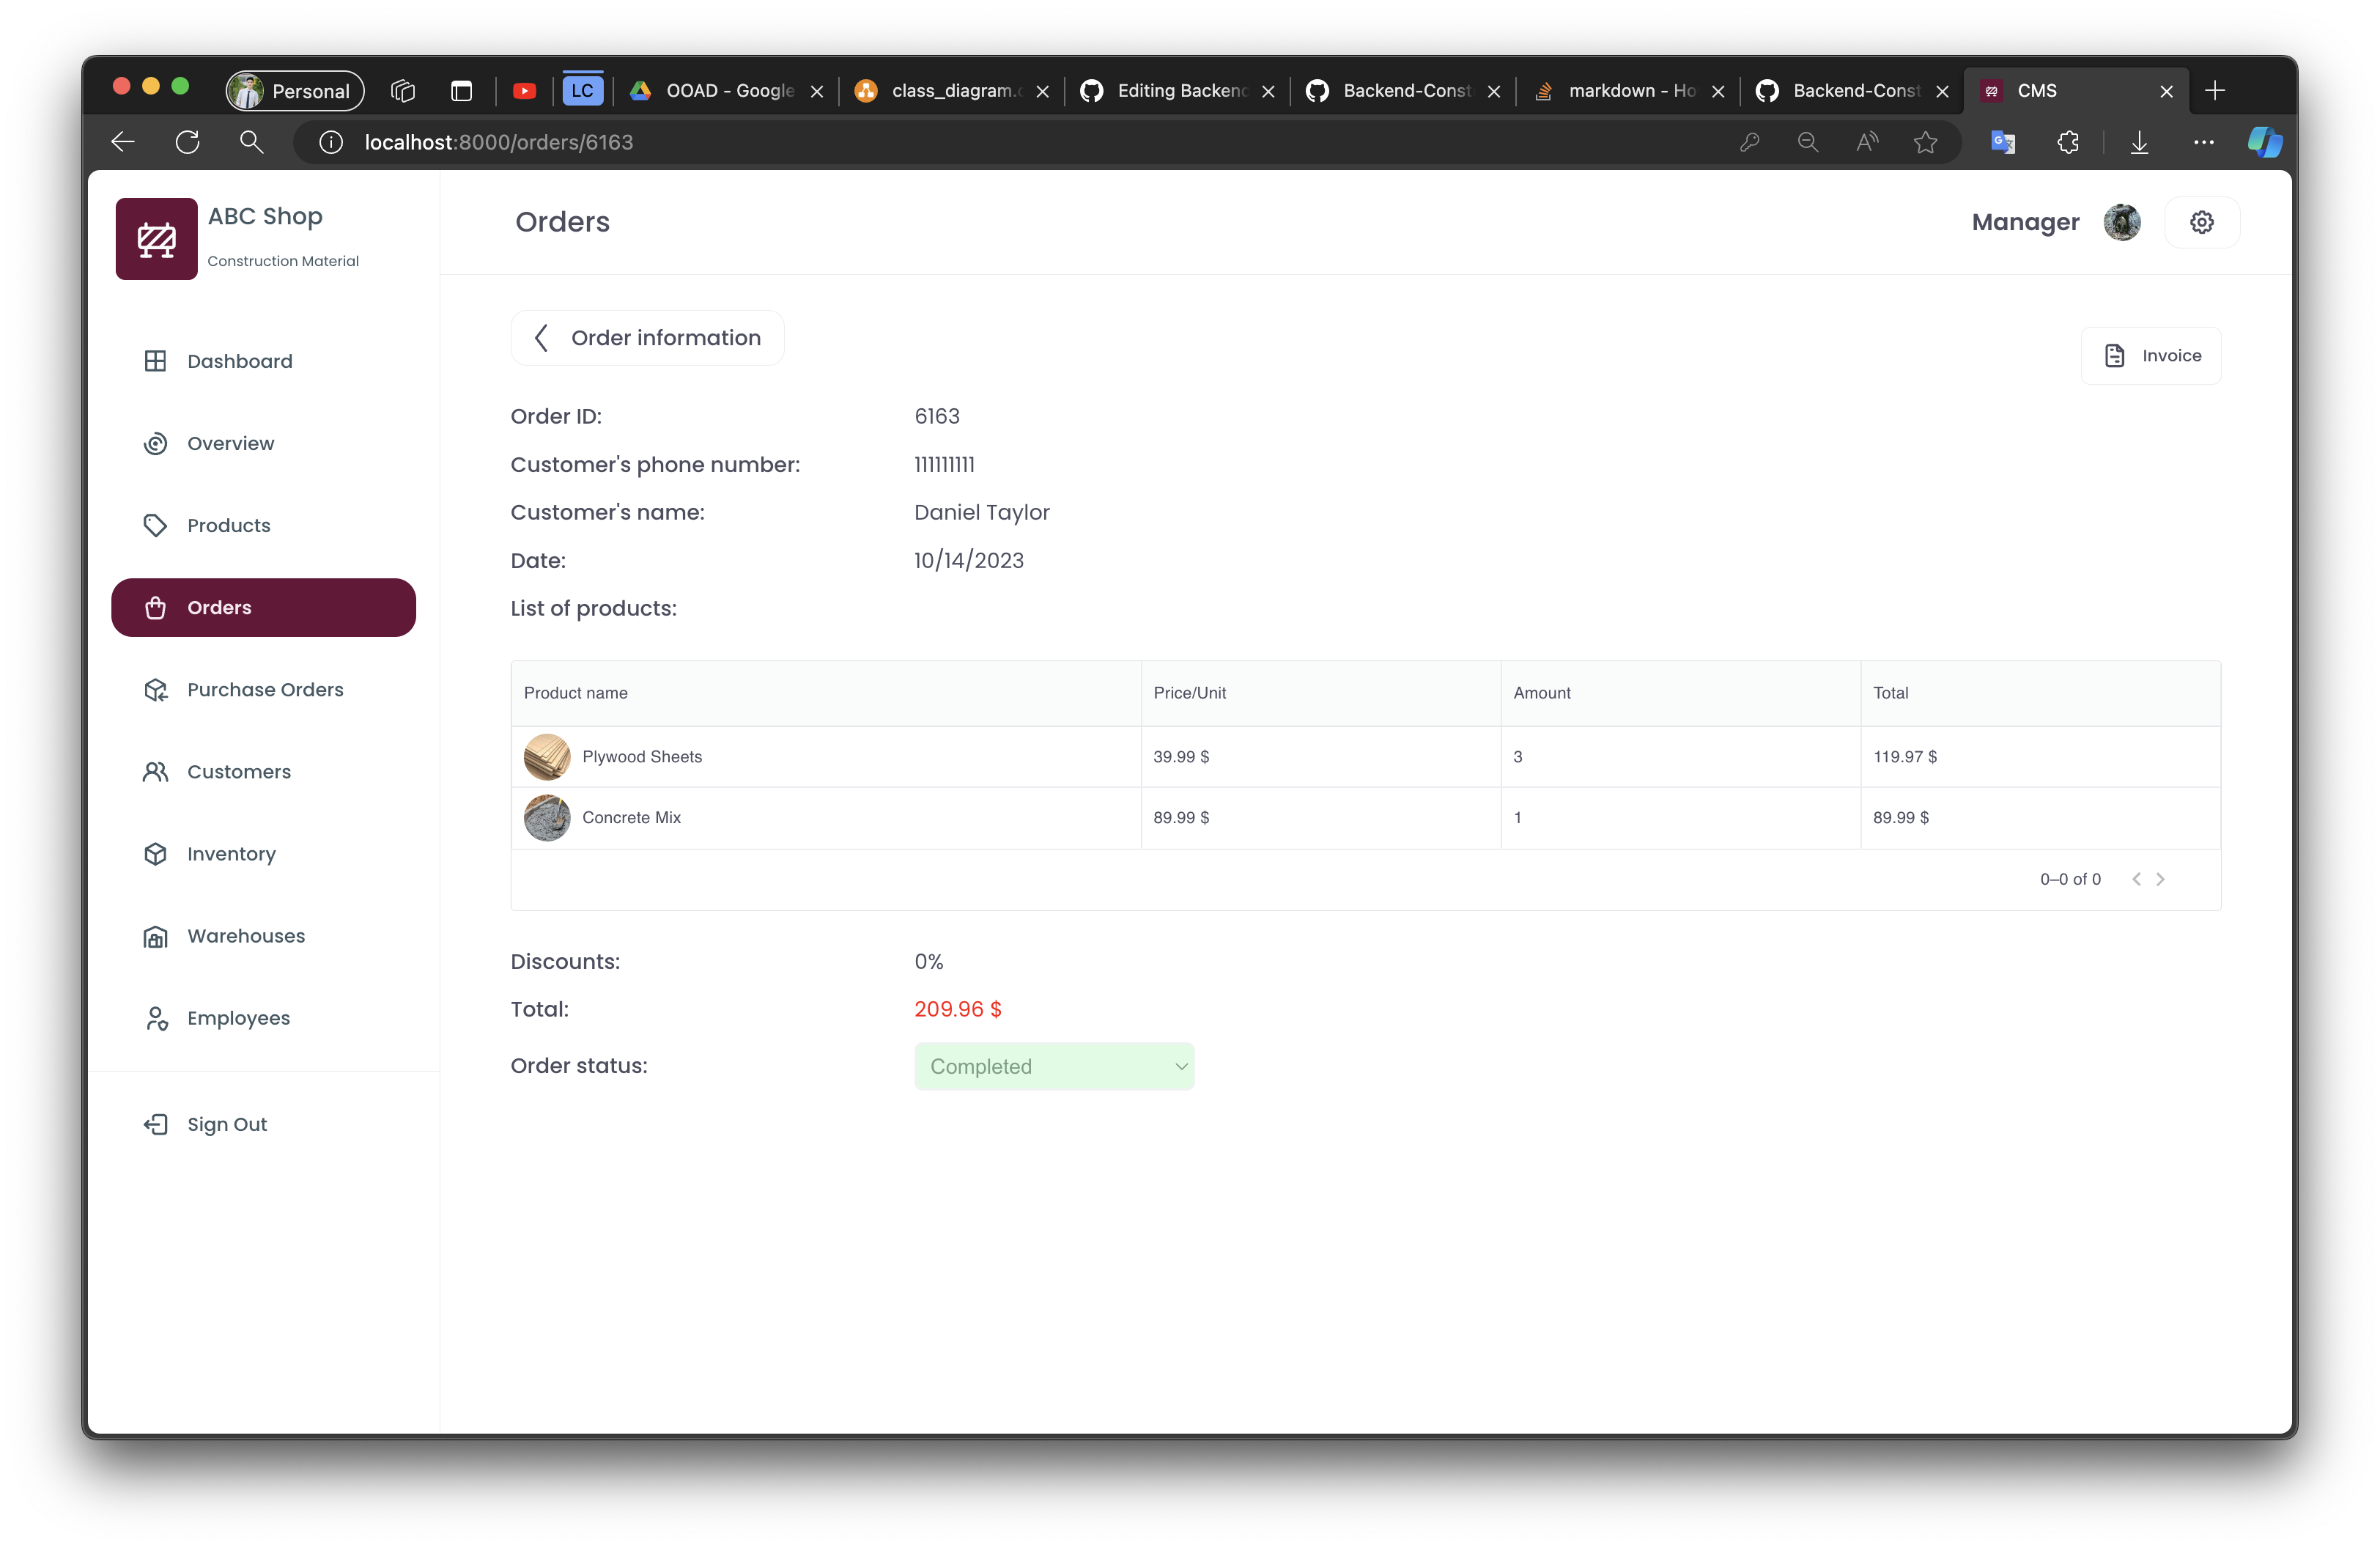 Personal
LC
OOAD - Google
class_diagram.c
Editing Backend
Backend-Const
markdown - Ho
Backend-Const
CMS
localhost:8000/orders/6163
ABC Shop
Construction Material
Orders
Manager
Dashboard
Overview
Products
Orders
Purchase Orders
Customers
Inventory
Warehouses
Employees
Sign Out
Order information
Invoice
Order ID: 6163
Customer's phone number: 111111111
Customer's name: Daniel Taylor
Date: 10/14/2023
List of products:
Product name Price/Unit Amount Total
Plywood Sheets 39.99 $ 3 119.97 $
Concrete Mix 89.99 $ 1 89.99 $
0–0 of 0
Discounts: 0%
Total: 209.96 $
Order status: Completed